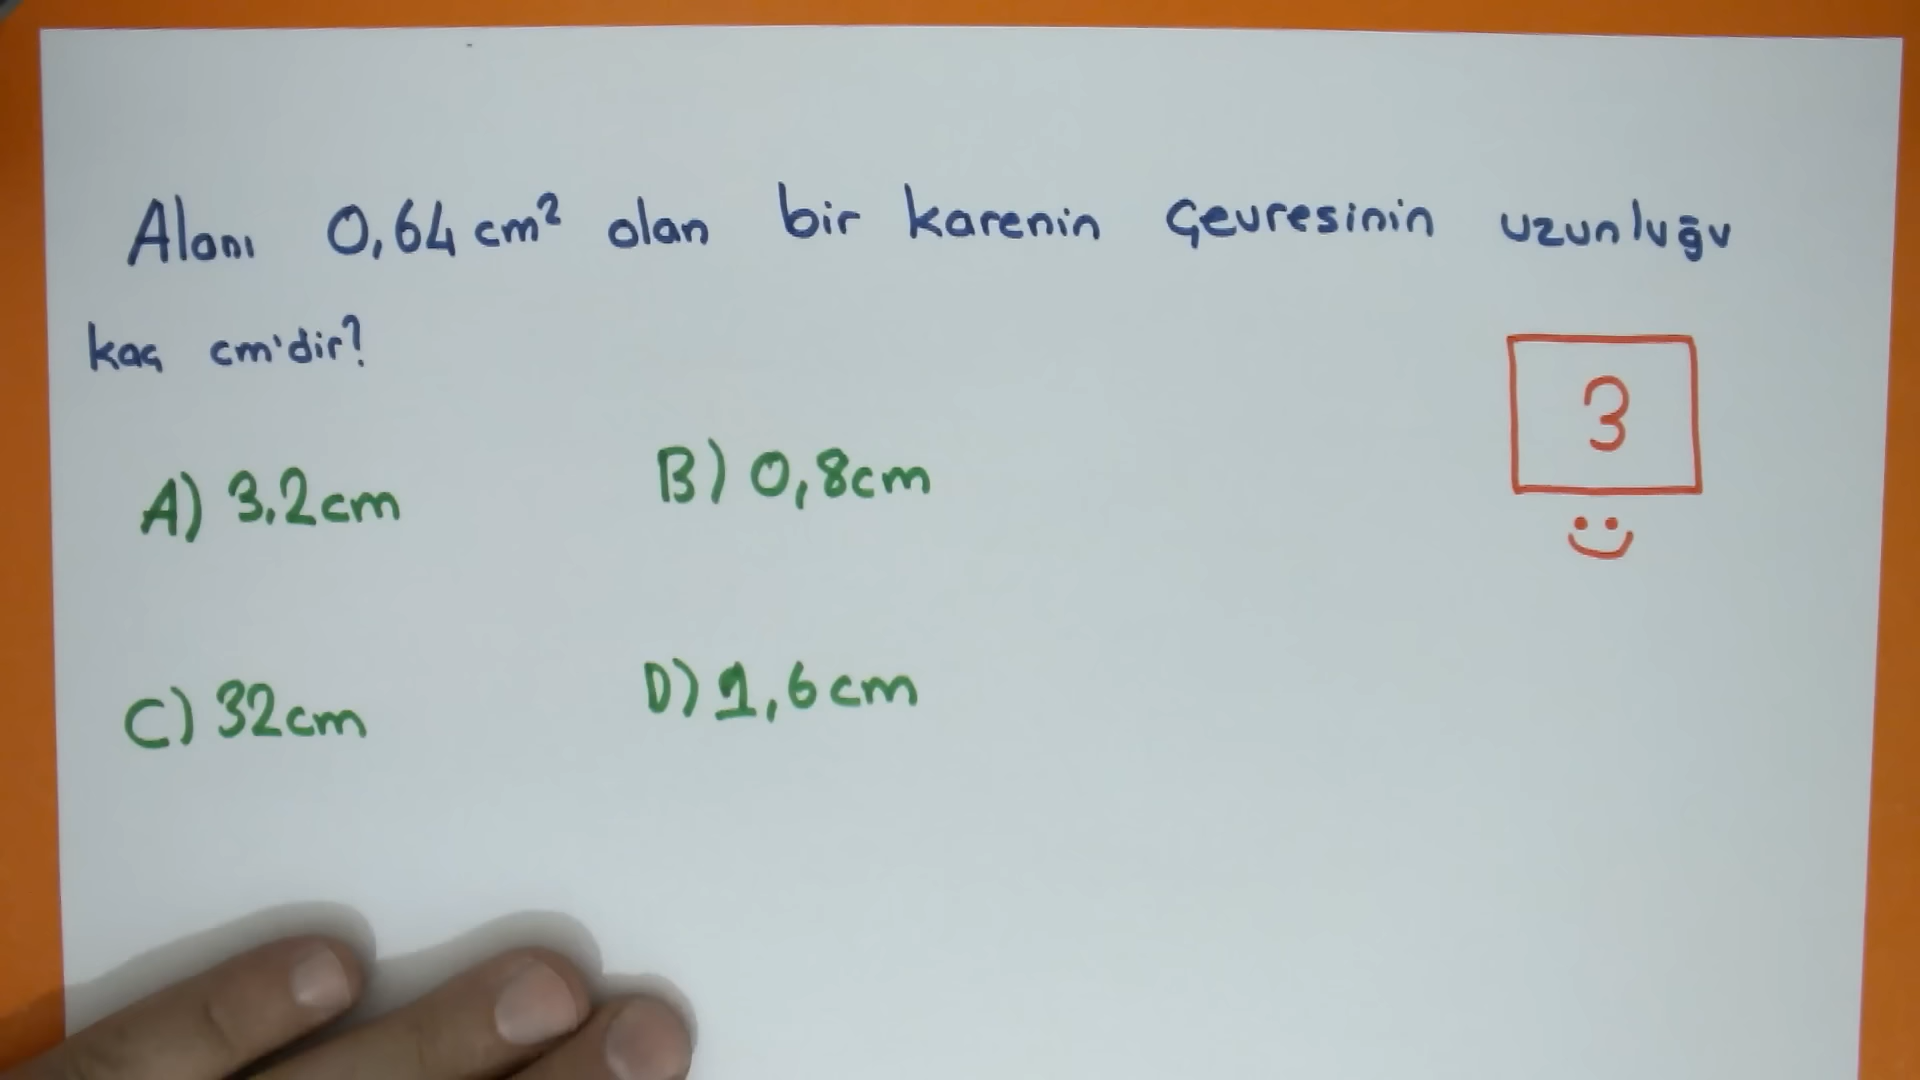 Alanı 0,64 cm² olan bir karenin çevresinin uzunluğu
kaç cm'dir?
3
A) 3,2cm B) 0,8cm
C) 32cm D) 1,6cm